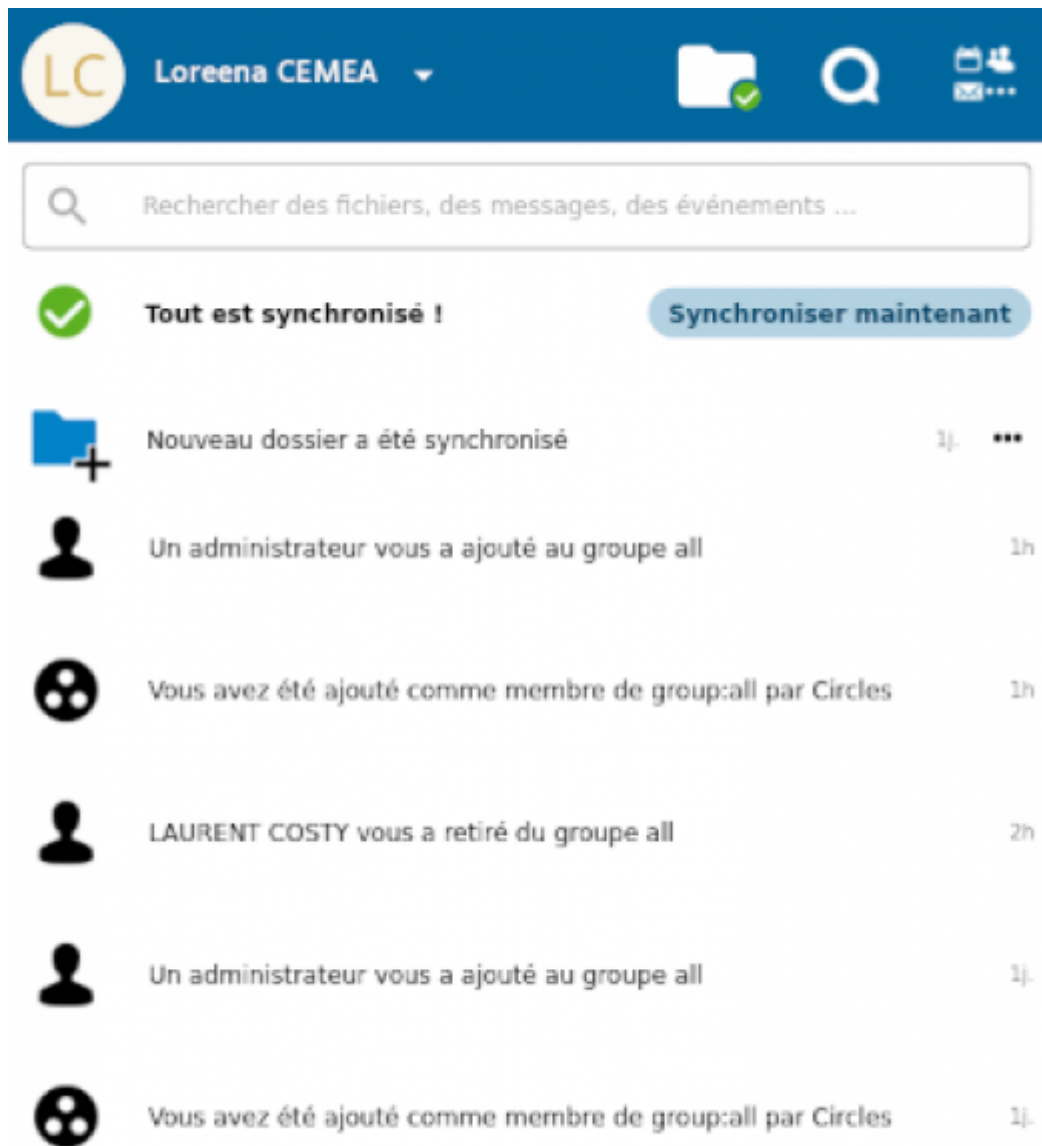 LC
Loreena CEMEA
Rechercher des fichiers, des messages, des événements ...
Tout est synchronisé !
Synchroniser maintenant
Nouveau dossier a été synchronisé
1j.
Un administrateur vous a ajouté au groupe all
1h
Vous avez été ajouté comme membre de group:all par Circles
1h
LAURENT COSTY vous a retiré du groupe all
2h
Un administrateur vous a ajouté au groupe all
1j.
Vous avez été ajouté comme membre de group:all par Circles
1j.